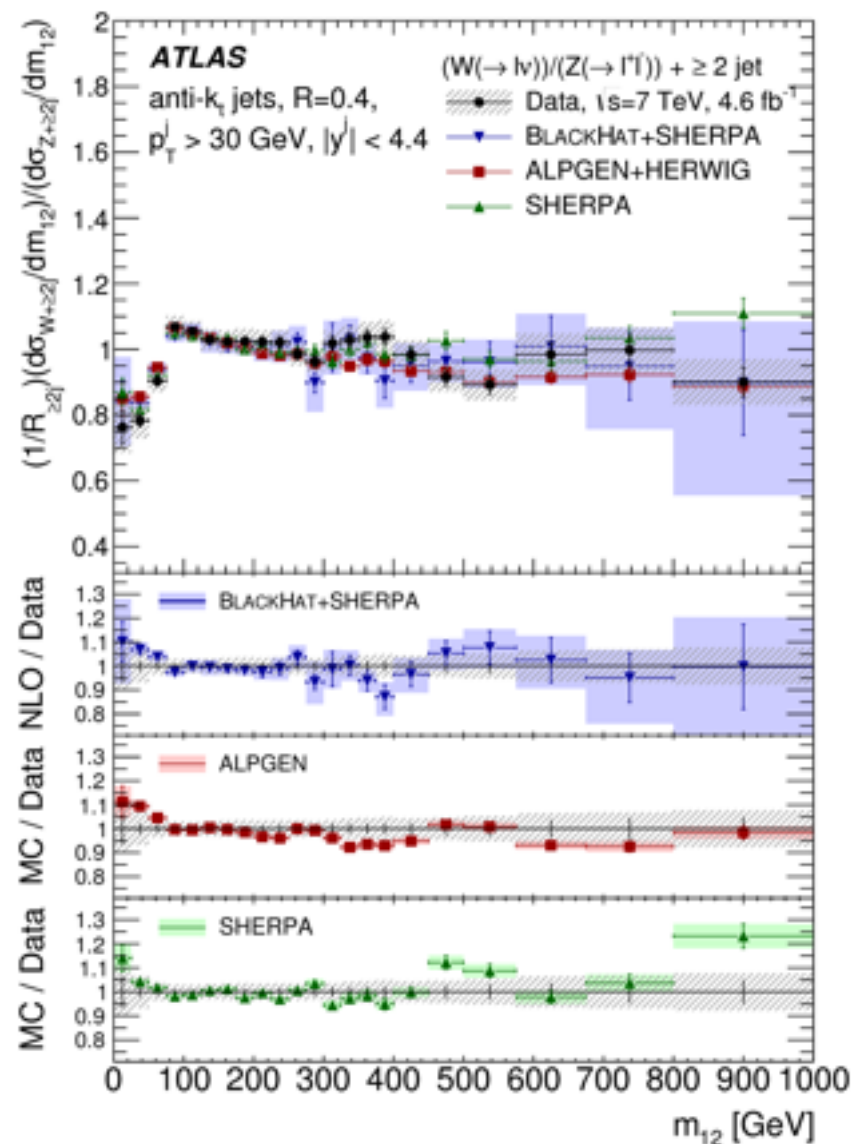 ATLAS
anti-kt jets, R=0.4,
p_T^j > 30 GeV, |y^j| < 4.4
(W(→ lν))/(Z(→ l⁺l⁻)) + ≥ 2 jet
Data, √s=7 TeV, 4.6 fb⁻¹
BLACKHAT+SHERPA
ALPGEN+HERWIG
SHERPA
(1/R≥2j)(dσW+≥2j/dm12)/(dσZ+≥2j/dm12)
2
1.8
1.6
1.4
1.2
1
0.8
0.6
0.4
NLO / Data
1.3
1.2
1.1
1
0.9
0.8
BLACKHAT+SHERPA
MC / Data
1.3
1.2
1.1
1
0.9
0.8
ALPGEN
MC / Data
1.3
1.2
1.1
1
0.9
0.8
SHERPA
0 100 200 300 400 500 600 700 800 900 1000
m12 [GeV]